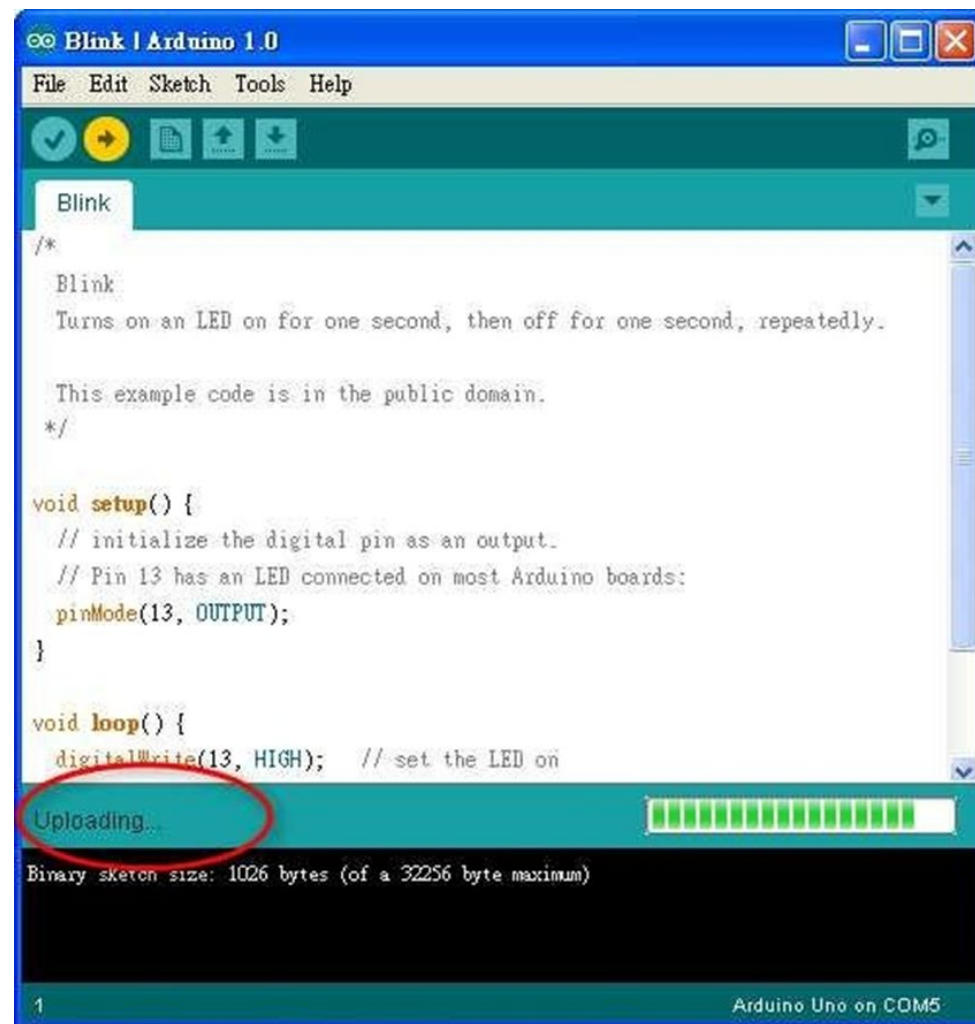 Blink | Arduino 1.0
File Edit Sketch Tools Help
Blink
/*
Blink
Turns on an LED on for one second, then off for one second, repeatedly.
This example code is in the public domain.
*/
void setup() {
// initialize the digital pin as an output.
// Pin 13 has an LED connected on most Arduino boards:
pinMode(13, OUTPUT);
}
void loop() {
digitalWrite(13, HIGH); // set the LED on
Uploading...
Binary sketch size: 1026 bytes (of a 32256 byte maximum)
1 Arduino Uno on COM5